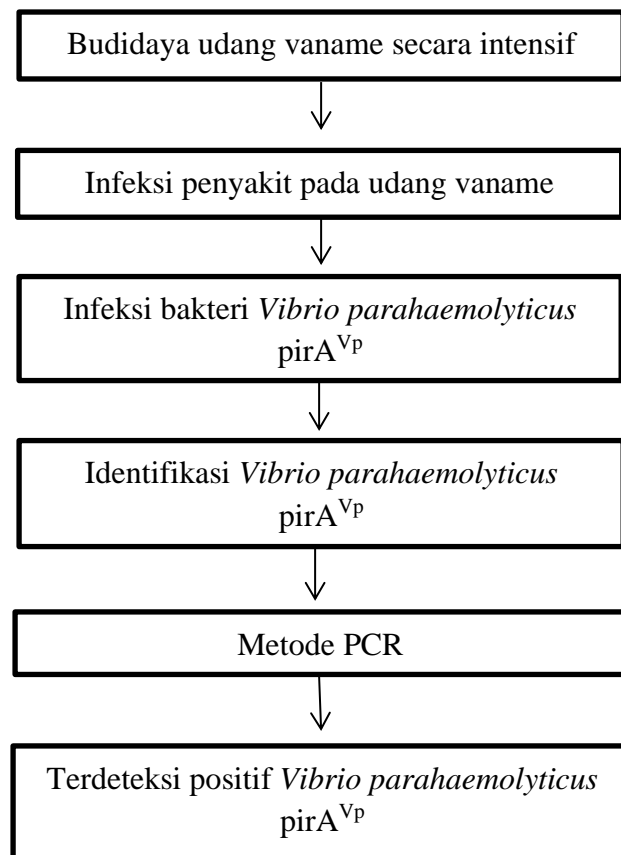 Budidaya udang vaname secara intensif
Infeksi penyakit pada udang vaname
Infeksi bakteri Vibrio parahaemolyticus
pirA^Vp
Identifikasi Vibrio parahaemolyticus
pirA^Vp
Metode PCR
Terdeteksi positif Vibrio parahaemolyticus
pirA^Vp